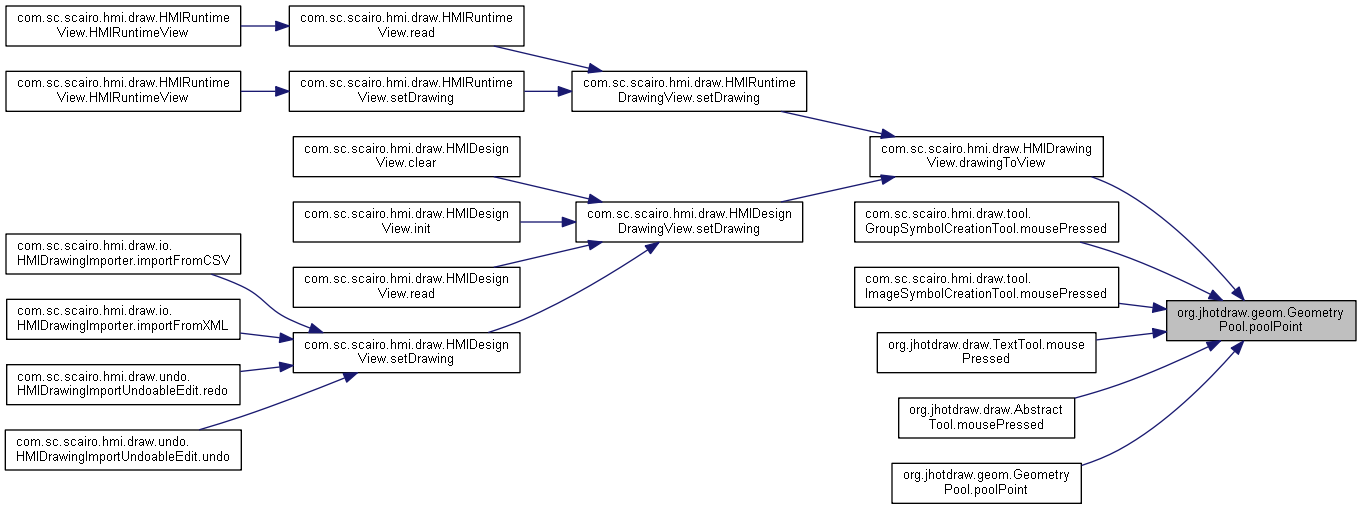 com.sc.scairo.hmi.draw.HMIRuntime
View.HMIRuntimeView
com.sc.scairo.hmi.draw.HMIRuntime
View.read
com.sc.scairo.hmi.draw.HMIRuntime
View.HMIRuntimeView
com.sc.scairo.hmi.draw.HMIRuntime
View.setDrawing
com.sc.scairo.hmi.draw.HMIRuntime
DrawingView.setDrawing
com.sc.scairo.hmi.draw.HMIDesign
View.clear
com.sc.scairo.hmi.draw.HMIDrawing
View.drawingToView
com.sc.scairo.hmi.draw.HMIDesign
View.init
com.sc.scairo.hmi.draw.HMIDesign
DrawingView.setDrawing
com.sc.scairo.hmi.draw.tool.
GroupSymbolCreationTool.mousePressed
com.sc.scairo.hmi.draw.io.
HMIDrawingImporter.importFromCSV
com.sc.scairo.hmi.draw.HMIDesign
View.read
com.sc.scairo.hmi.draw.tool.
ImageSymbolCreationTool.mousePressed
com.sc.scairo.hmi.draw.io.
HMIDrawingImporter.importFromXML
org.jhotdraw.geom.Geometry
Pool.poolPoint
com.sc.scairo.hmi.draw.HMIDesign
View.setDrawing
org.jhotdraw.draw.TextTool.mouse
Pressed
com.sc.scairo.hmi.draw.undo.
HMIDrawingImportUndoableEdit.redo
org.jhotdraw.draw.Abstract
Tool.mousePressed
com.sc.scairo.hmi.draw.undo.
HMIDrawingImportUndoableEdit.undo
org.jhotdraw.geom.Geometry
Pool.poolPoint